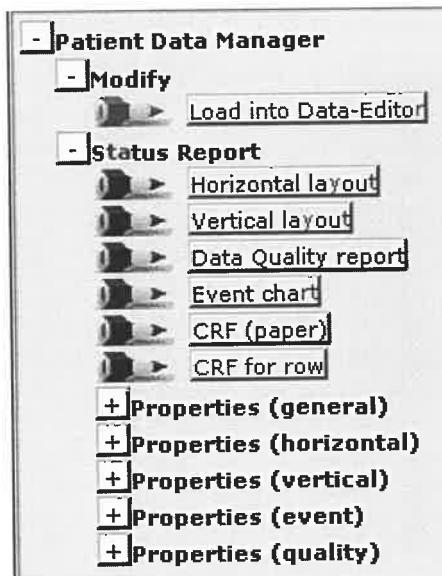 - Patient Data Manager
- Modify
Load into Data-Editor
- Status Report
Horizontal layout
Vertical layout
Data Quality report
Event chart
CRF (paper)
CRF for row
+ Properties (general)
+ Properties (horizontal)
+ Properties (vertical)
+ Properties (event)
+ Properties (quality)